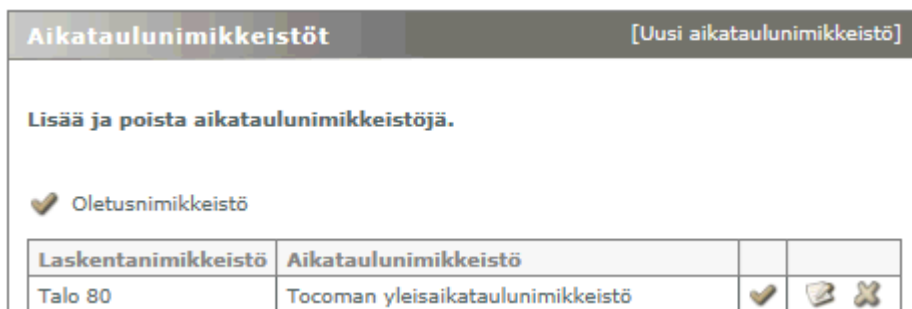 Aikataulunimikkeistöt [Uusi aikataulunimikkeistö]
Lisää ja poista aikataulunimikkeistöjä.
Oletusnimikkeistö
Laskentanimikkeistö Aikataulunimikkeistö
Talo 80 Tocoman yleisaikataulunimikkeistö